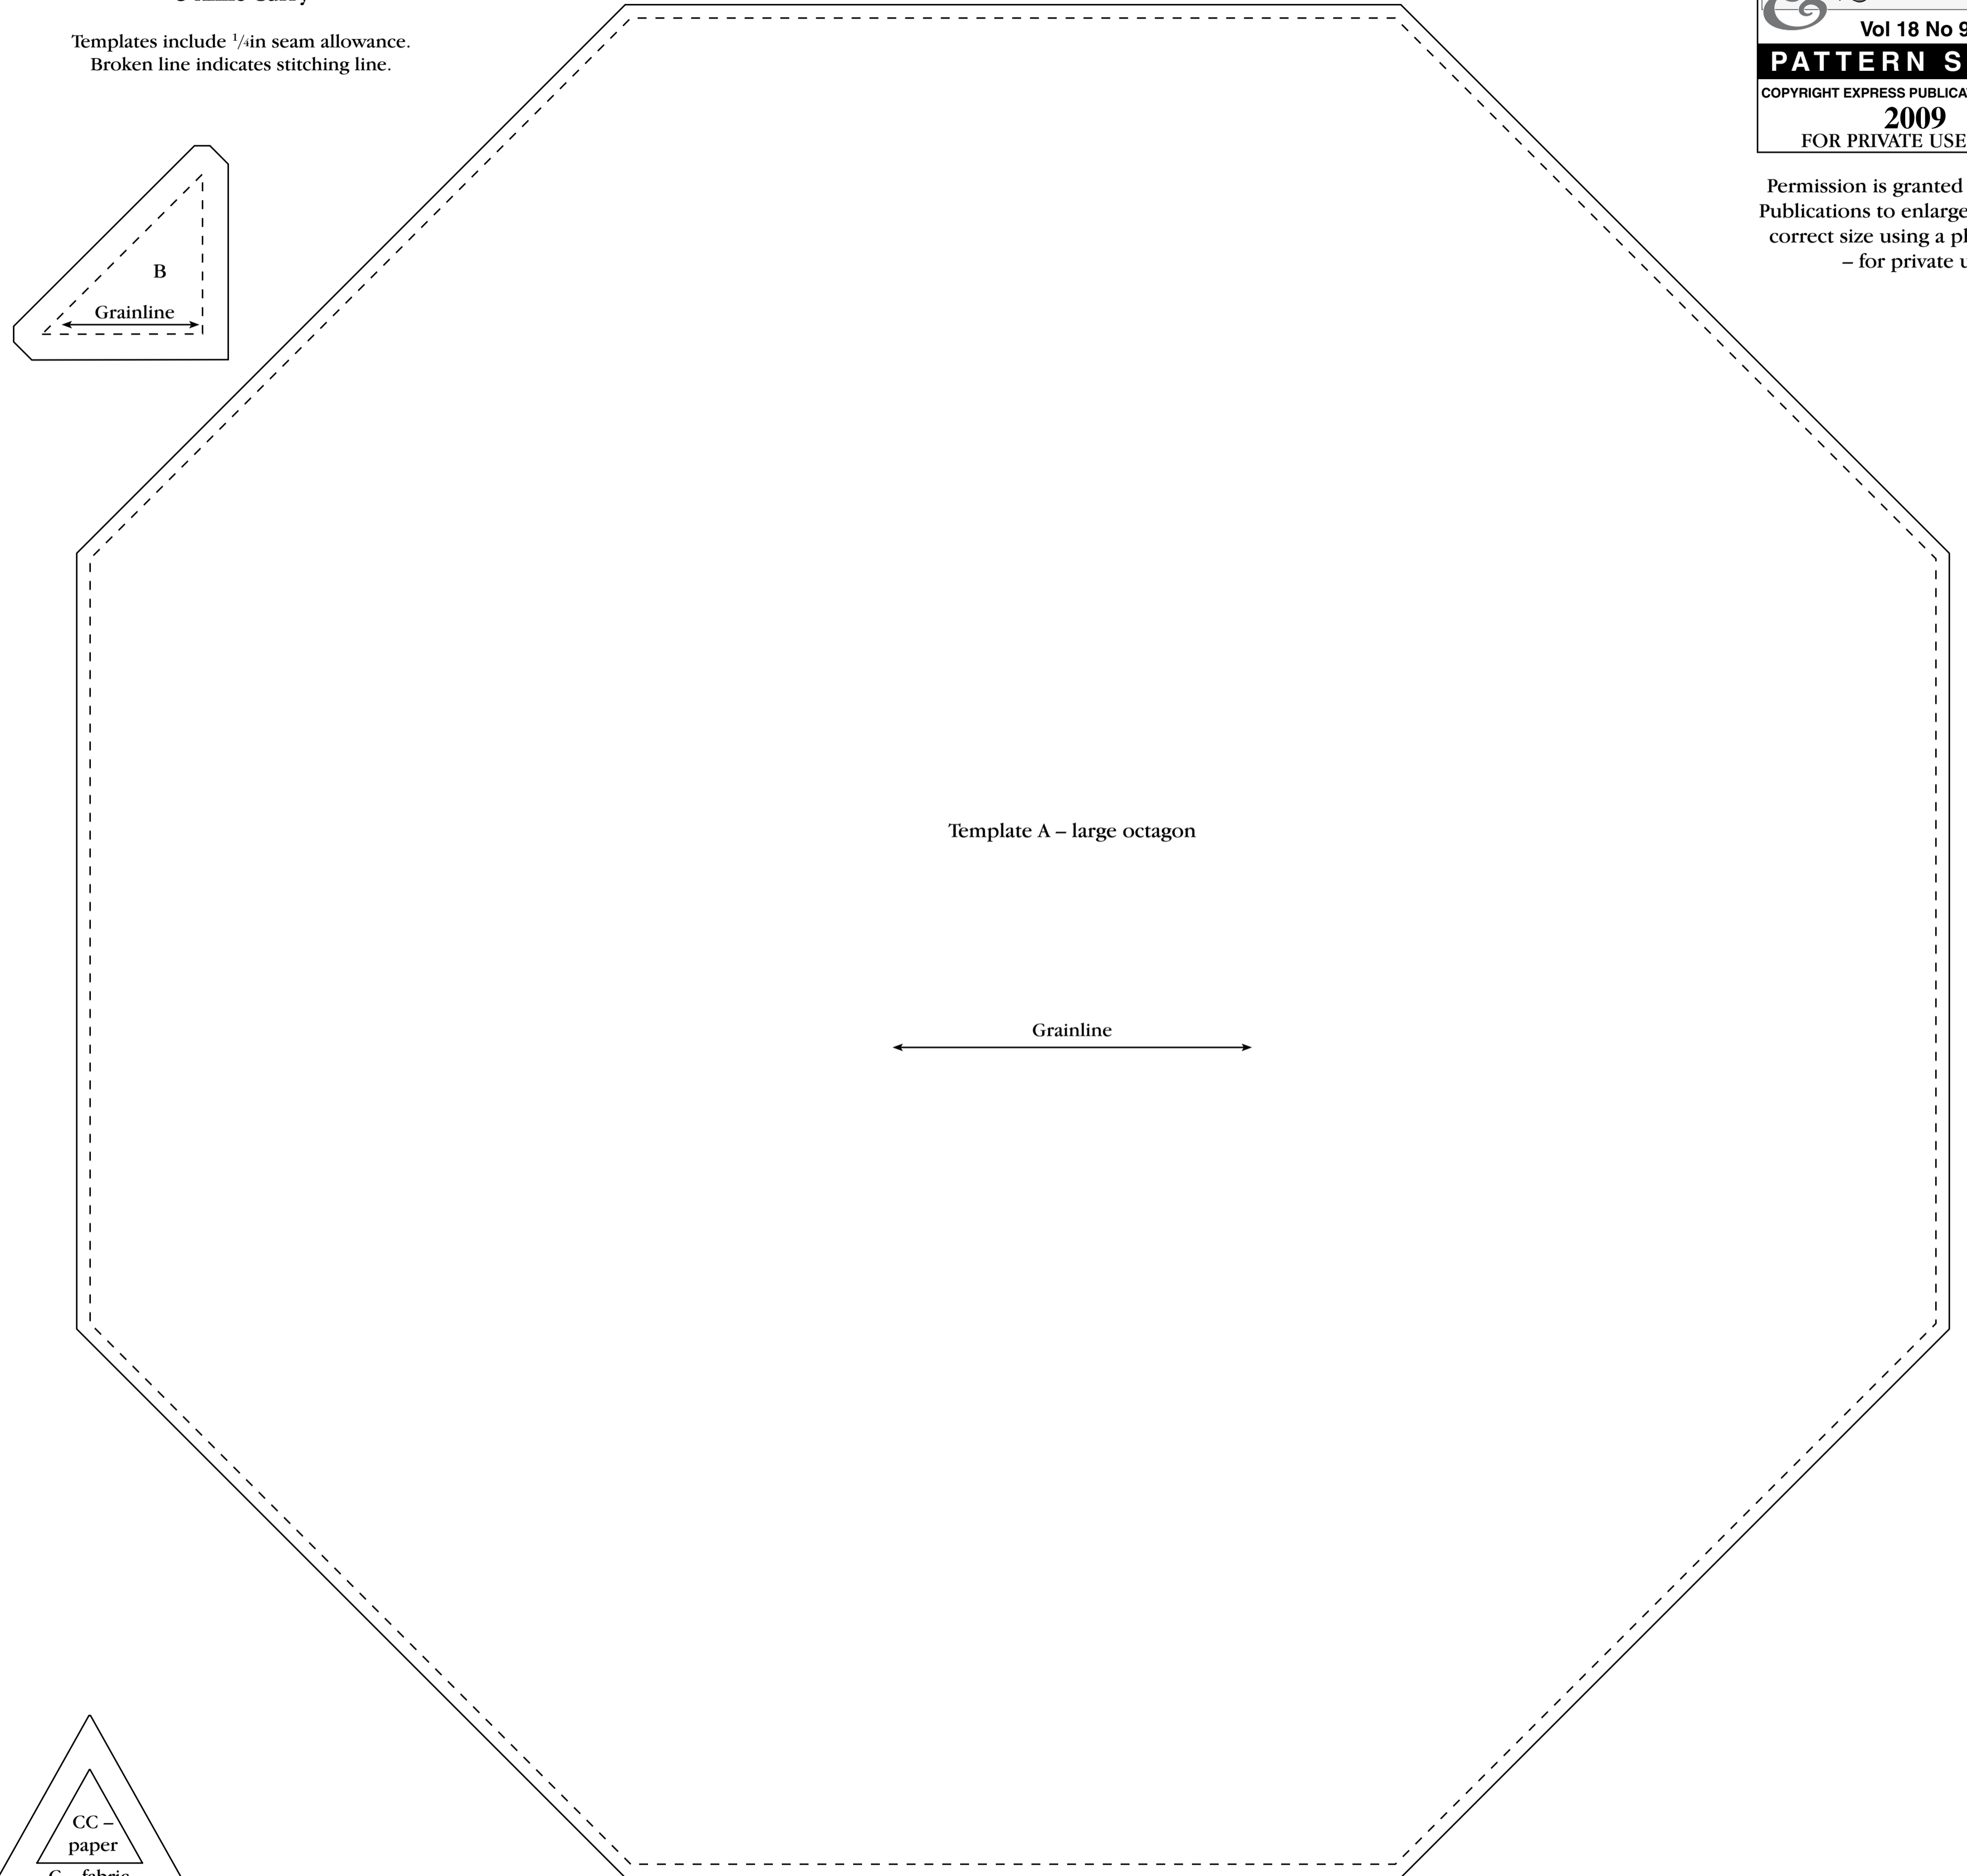 Templates include 1/4in seam allowance.
Broken line indicates stitching line.
B
Grainline
Vol 18 No 9
PATTERN S
COPYRIGHT EXPRESS PUBLICA
2009
FOR PRIVATE USE
Permission is granted
Publications to enlarge
correct size using a
– for private
Template A – large octagon
Grainline
CC –
paper
C – fabric